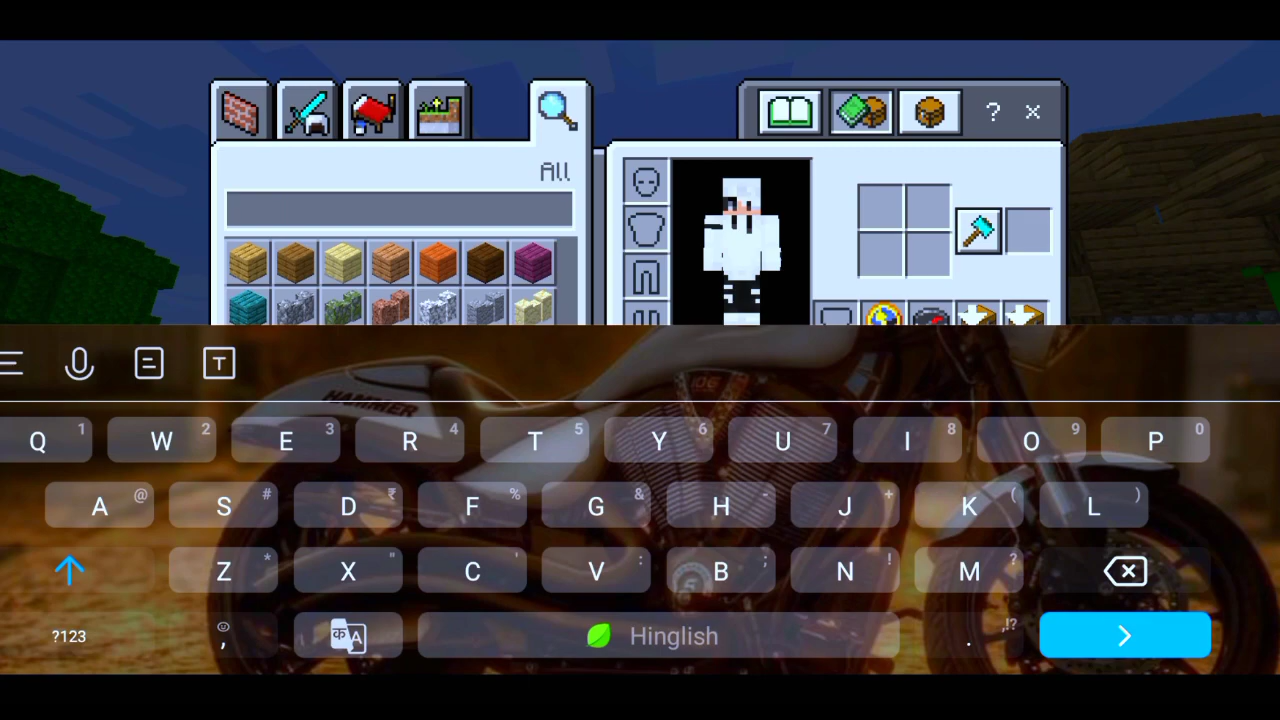 ? ×
All
HAMMER
T
Q 1 W 2 E 3 R 4 T 5 Y 6 U 7 I 8 O 9 P 0
A @ S # D ₹ F % G & H - J + K ( L )
Z * X " C ' V : B ; N ! M ?
?123 , क A Hinglish . ,!?